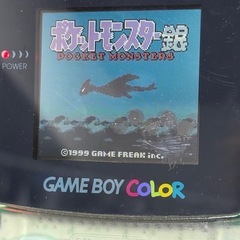 ポケットモンスター銀
POCKET MONSTERS
POWER
©1999 GAME FREAK inc.
GAME BOY COLOR